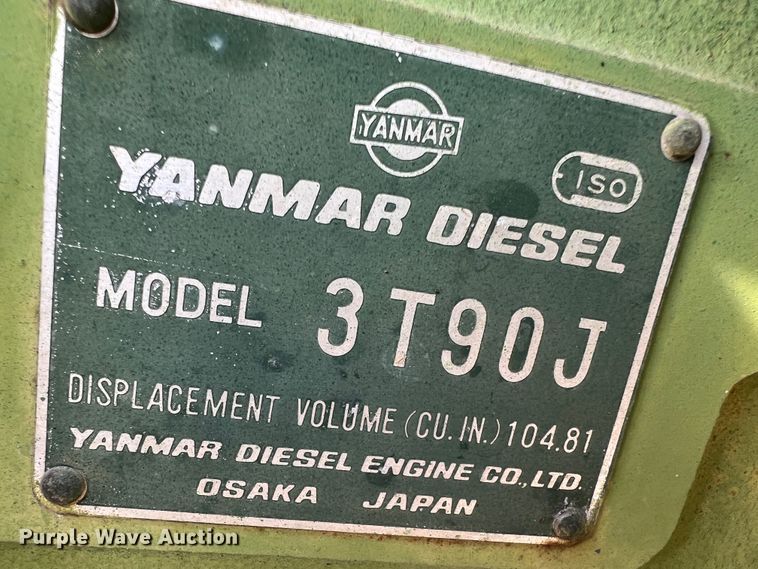 YANMAR
ISO
YANMAR DIESEL
MODEL 3T90J
DISPLACEMENT VOLUME (CU. IN.) 104.81
YANMAR DIESEL ENGINE CO., LTD.
OSAKA JAPAN
Purple Wave Auction